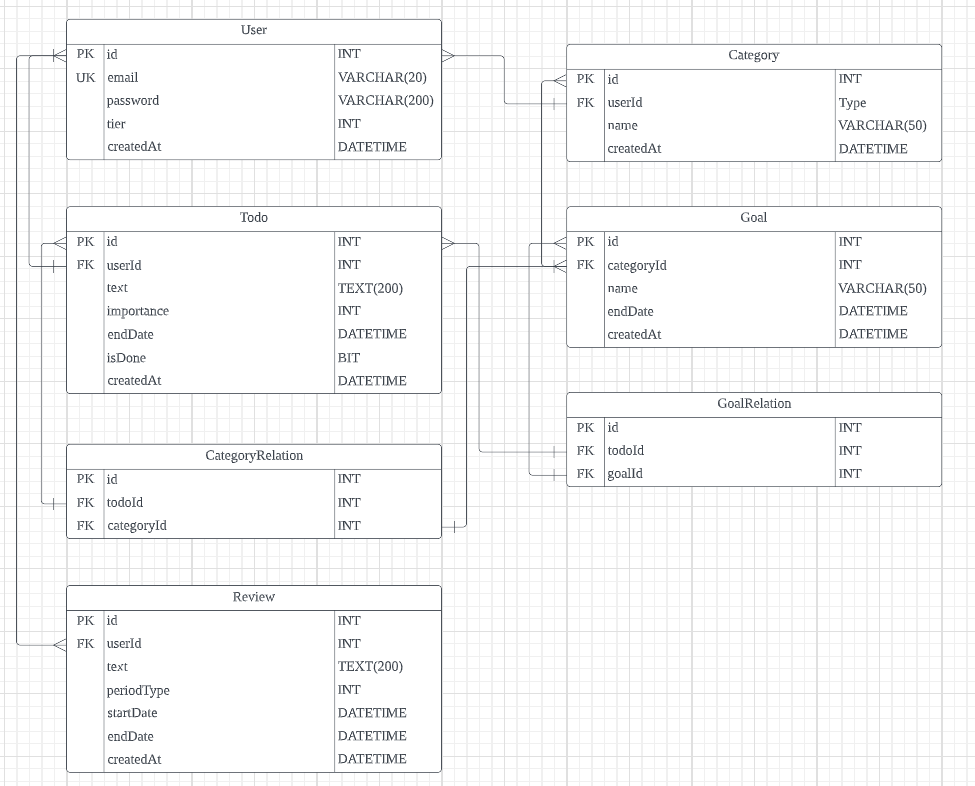 User
PK id INT
UK email VARCHAR(20)
password VARCHAR(200)
tier INT
createdAt DATETIME
Category
PK id INT
FK userId Type
name VARCHAR(50)
createdAt DATETIME
Todo
PK id INT
FK userId INT
text TEXT(200)
importance INT
endDate DATETIME
isDone BIT
createdAt DATETIME
Goal
PK id INT
FK categoryId INT
name VARCHAR(50)
endDate DATETIME
createdAt DATETIME
GoalRelation
PK id INT
FK todoId INT
FK goalId INT
CategoryRelation
PK id INT
FK todoId INT
FK categoryId INT
Review
PK id INT
FK userId INT
text TEXT(200)
periodType INT
startDate DATETIME
endDate DATETIME
createdAt DATETIME